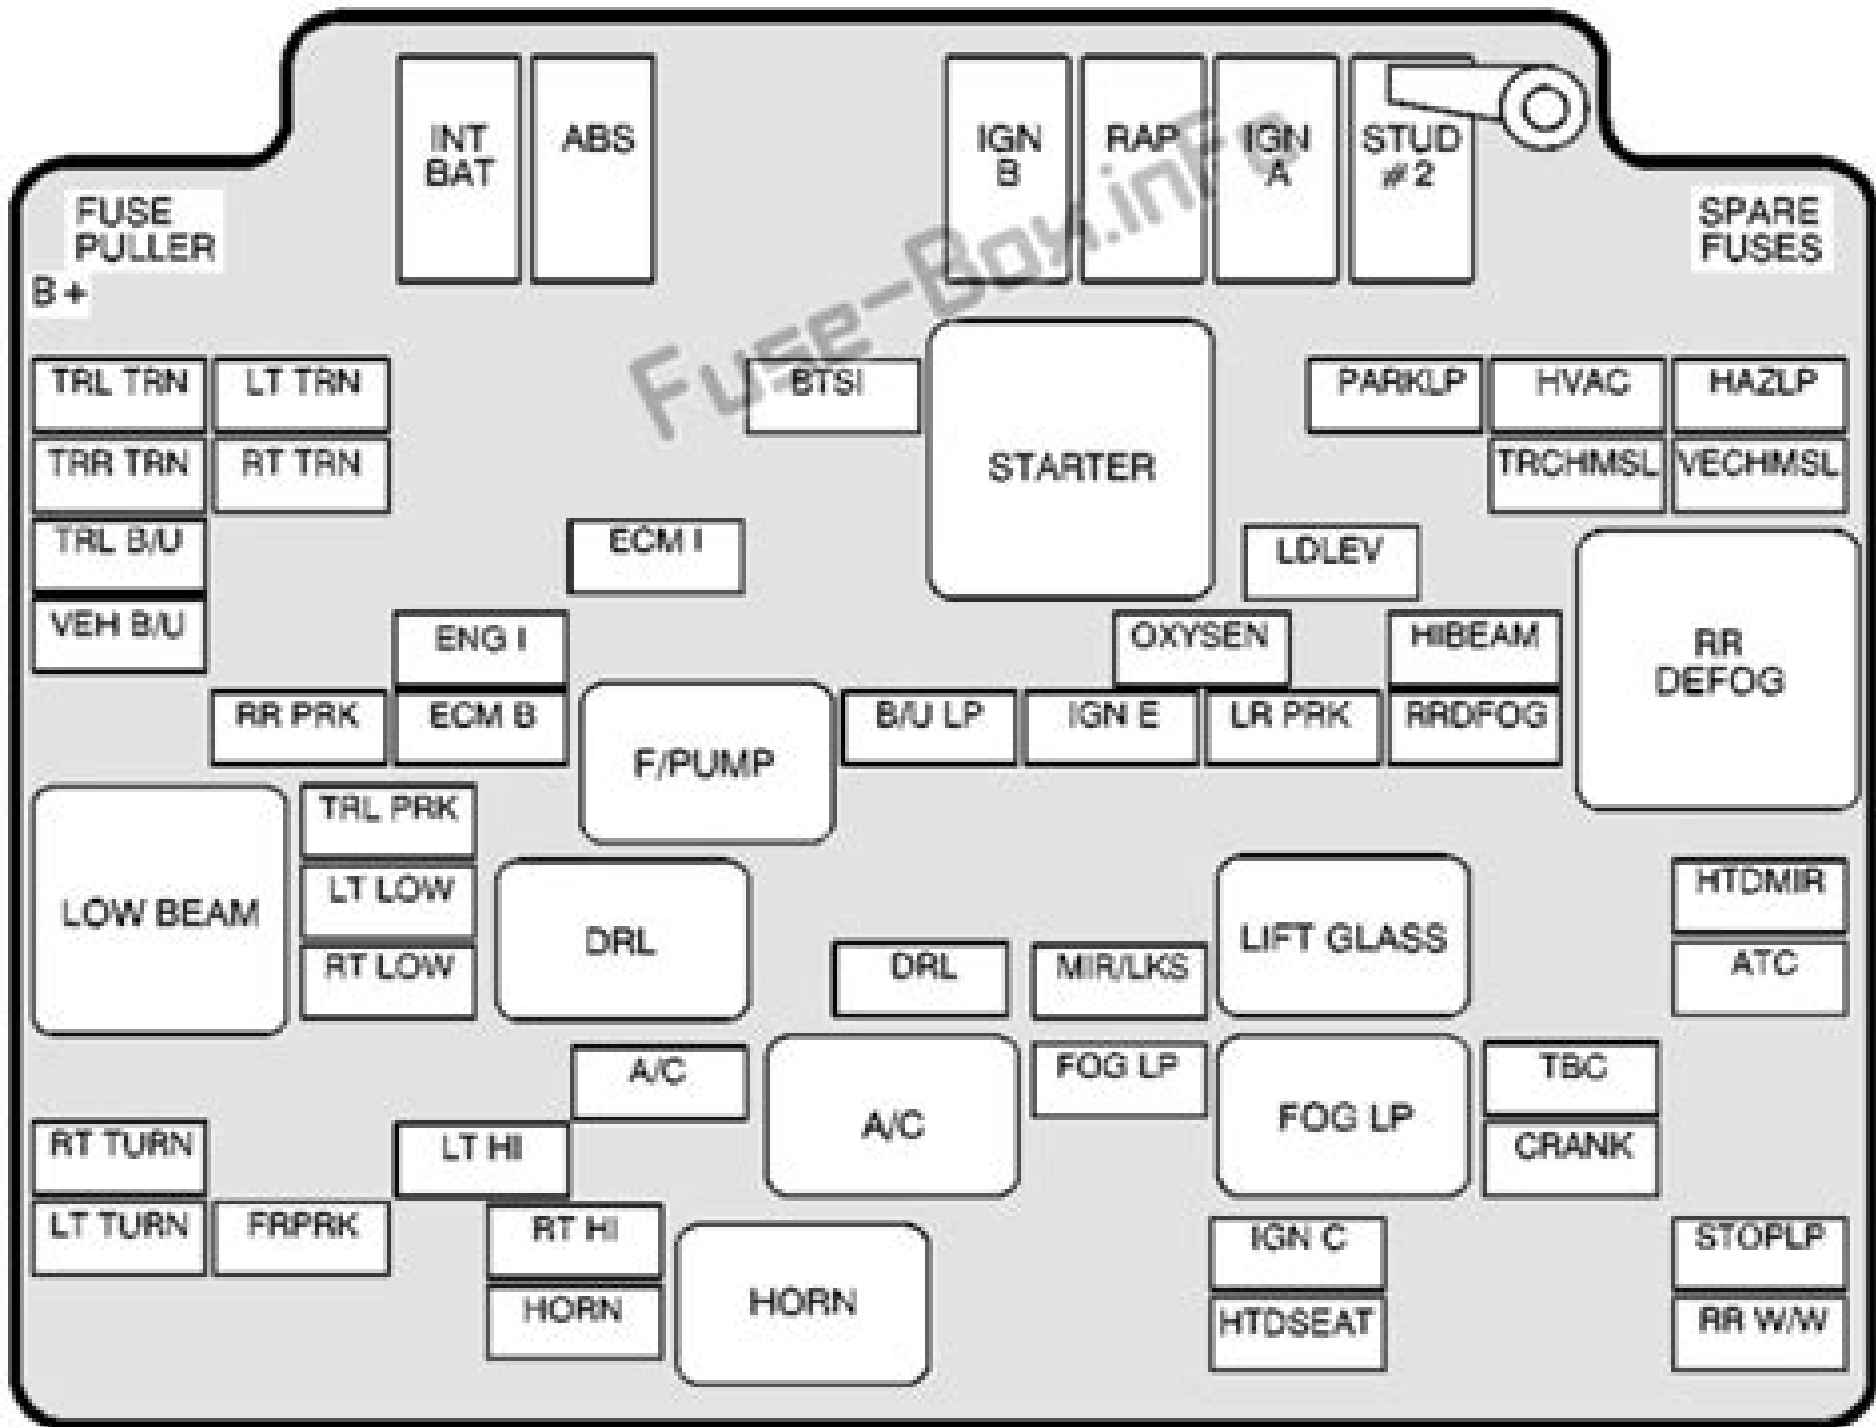 INT
BAT
ABS
IGN
B
RAP
IGN
A
STUD
#2
FUSE
PULLER
B+
SPARE
FUSES
Fuse-Box.inFo
TRL TRN
LT TRN
BTSI
PARKLP
HVAC
HAZLP
TRR TRN
RT TRN
STARTER
TRCHMSL
VECHMSL
TRL B/U
ECM I
LDLEV
VEH B/U
ENG I
OXYSEN
HIBEAM
RR
DEFOG
RR PRK
ECM B
F/PUMP
B/U LP
IGN E
LR PRK
RRDFOG
LOW BEAM
TRL PRK
LT LOW
RT LOW
DRL
DRL
MIR/LKS
LIFT GLASS
HTDMIR
ATC
A/C
A/C
FOG LP
FOG LP
TBC
CRANK
RT TURN
LT HI
LT TURN
FRPRK
RT HI
HORN
HORN
IGN C
HTDSEAT
STOPLP
RR W/W